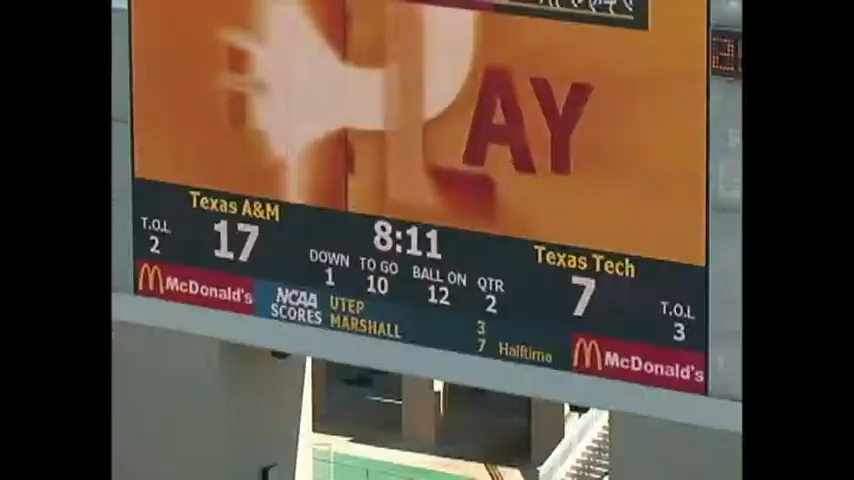 AY
Texas A&M
17
T.O.L
2
8:11
DOWN
1
TO GO
10
BALL ON
12
QTR
2
Texas Tech
7
T.O.L
3
McDonald's
NCAA SCORES
UTEP 3
MARSHALL 7 Halftime
McDonald's